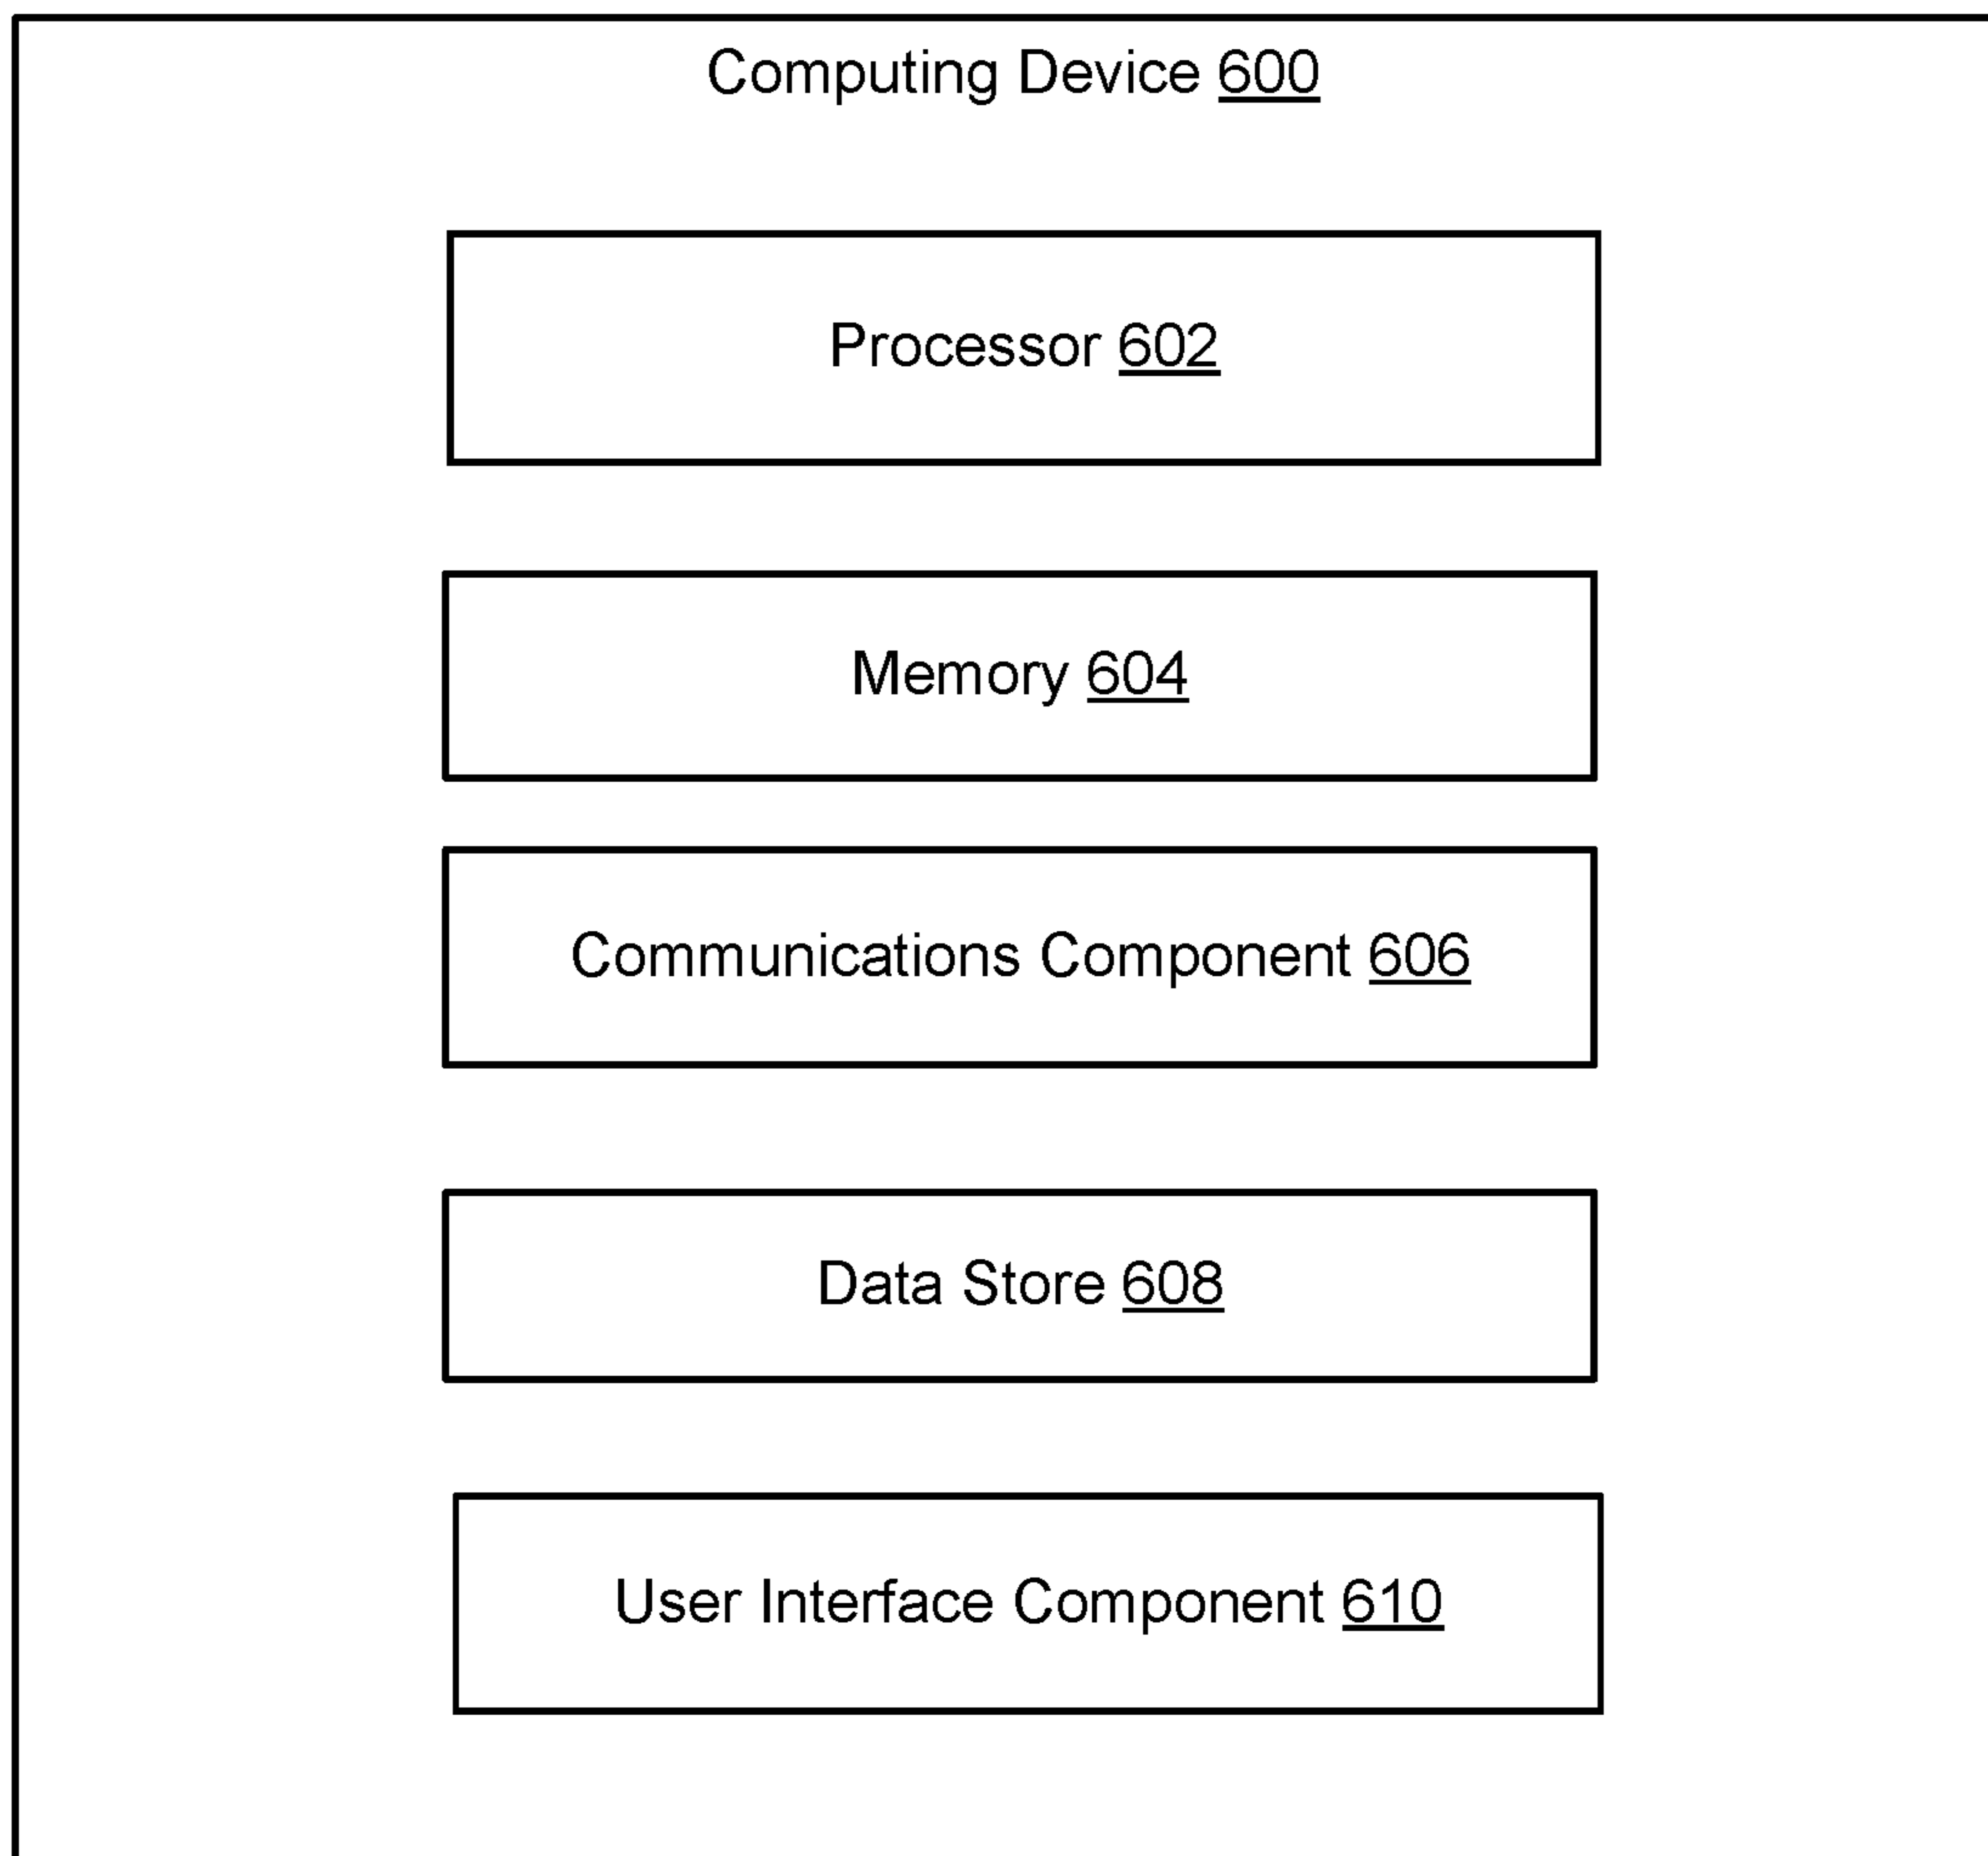 Computing Device 600
Processor 602
Memory 604
Communications Component 606
Data Store 608
User Interface Component 610